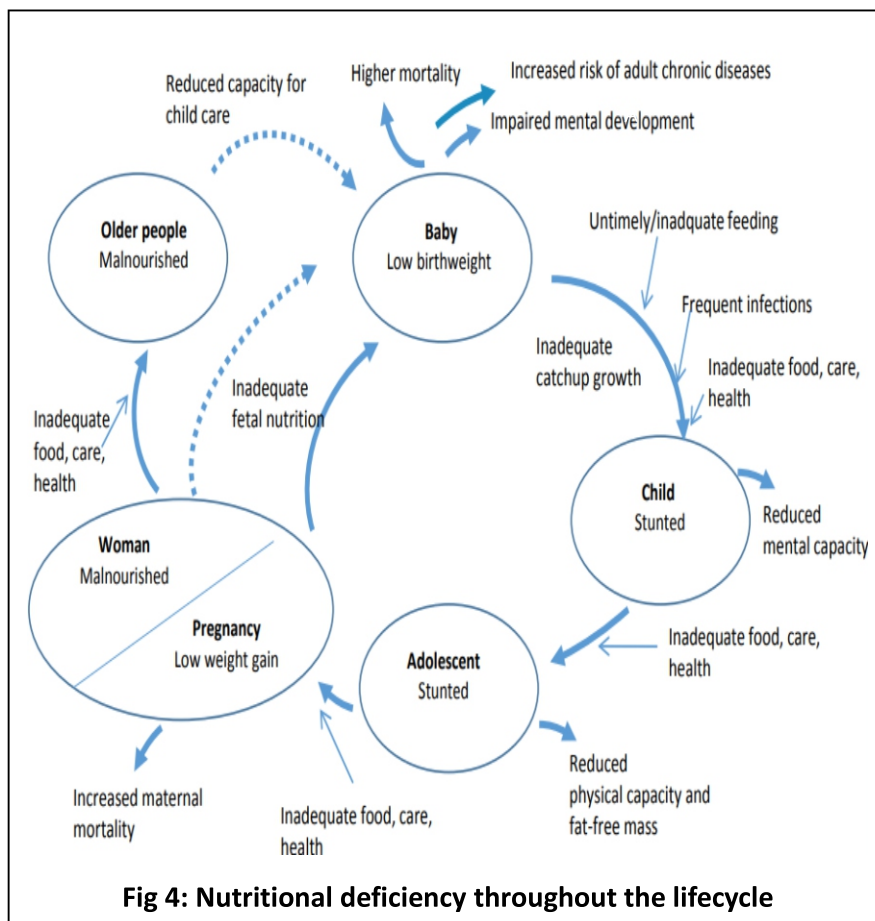 Reduced capacity for
child care
Higher mortality
Increased risk of adult chronic diseases
Impaired mental development
Older people
Malnourished
Baby
Low birthweight
Untimely/inadquate feeding
Frequent infections
Inadequate
catchup growth
Inadequate food, care,
health
Inadequate
fetal nutrition
Inadequate
food, care,
health
Child
Stunted
Reduced
mental capacity
Woman
Malnourished
Pregnancy
Low weight gain
Adolescent
Stunted
Inadequate food, care,
health
Increased maternal
mortality
Inadequate food, care,
health
Reduced
physical capacity and
fat-free mass
Fig 4: Nutritional deficiency throughout the lifecycle